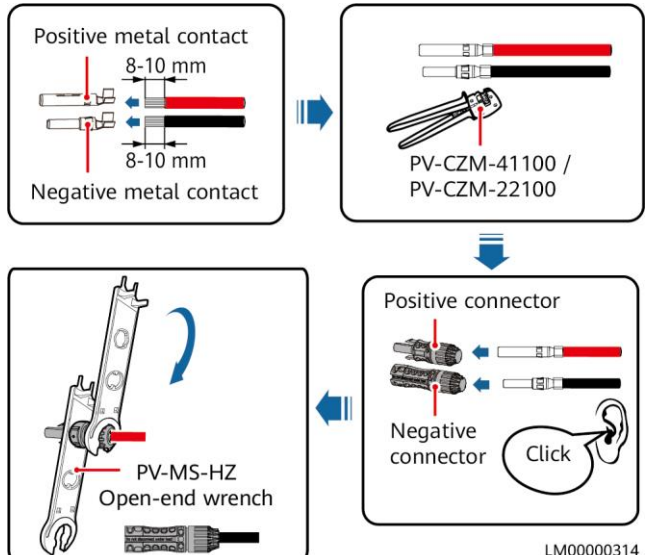 Positive metal contact
8-10 mm
8-10 mm
Negative metal contact
PV-CZM-41100 /
PV-CZM-22100
Positive connector
Negative
connector
Click
PV-MS-HZ
Open-end wrench
LM00000314